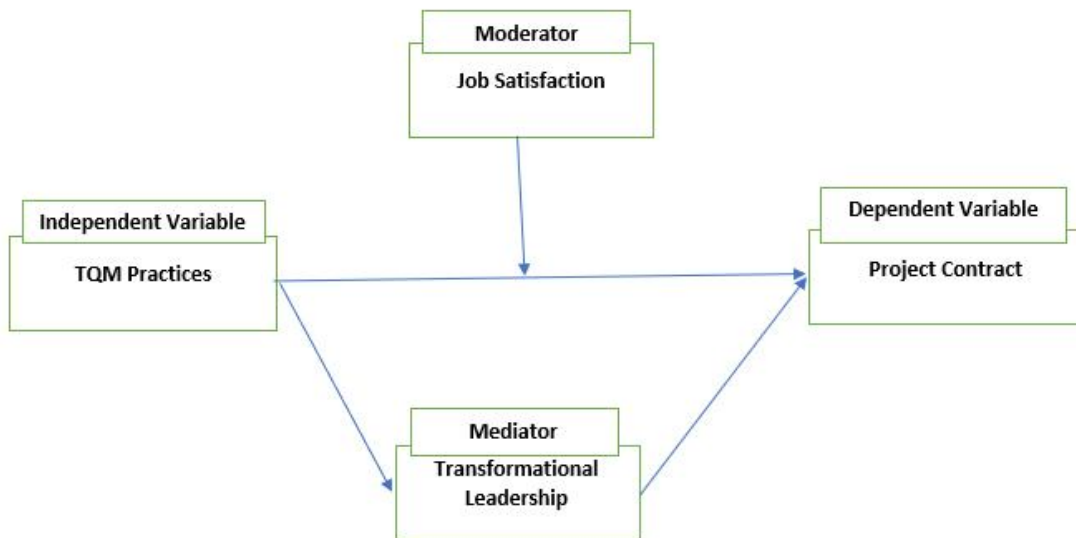 Moderator
Job Satisfaction
Independent Variable
TQM Practices
Dependent Variable
Project Contract
Mediator
Transformational
Leadership